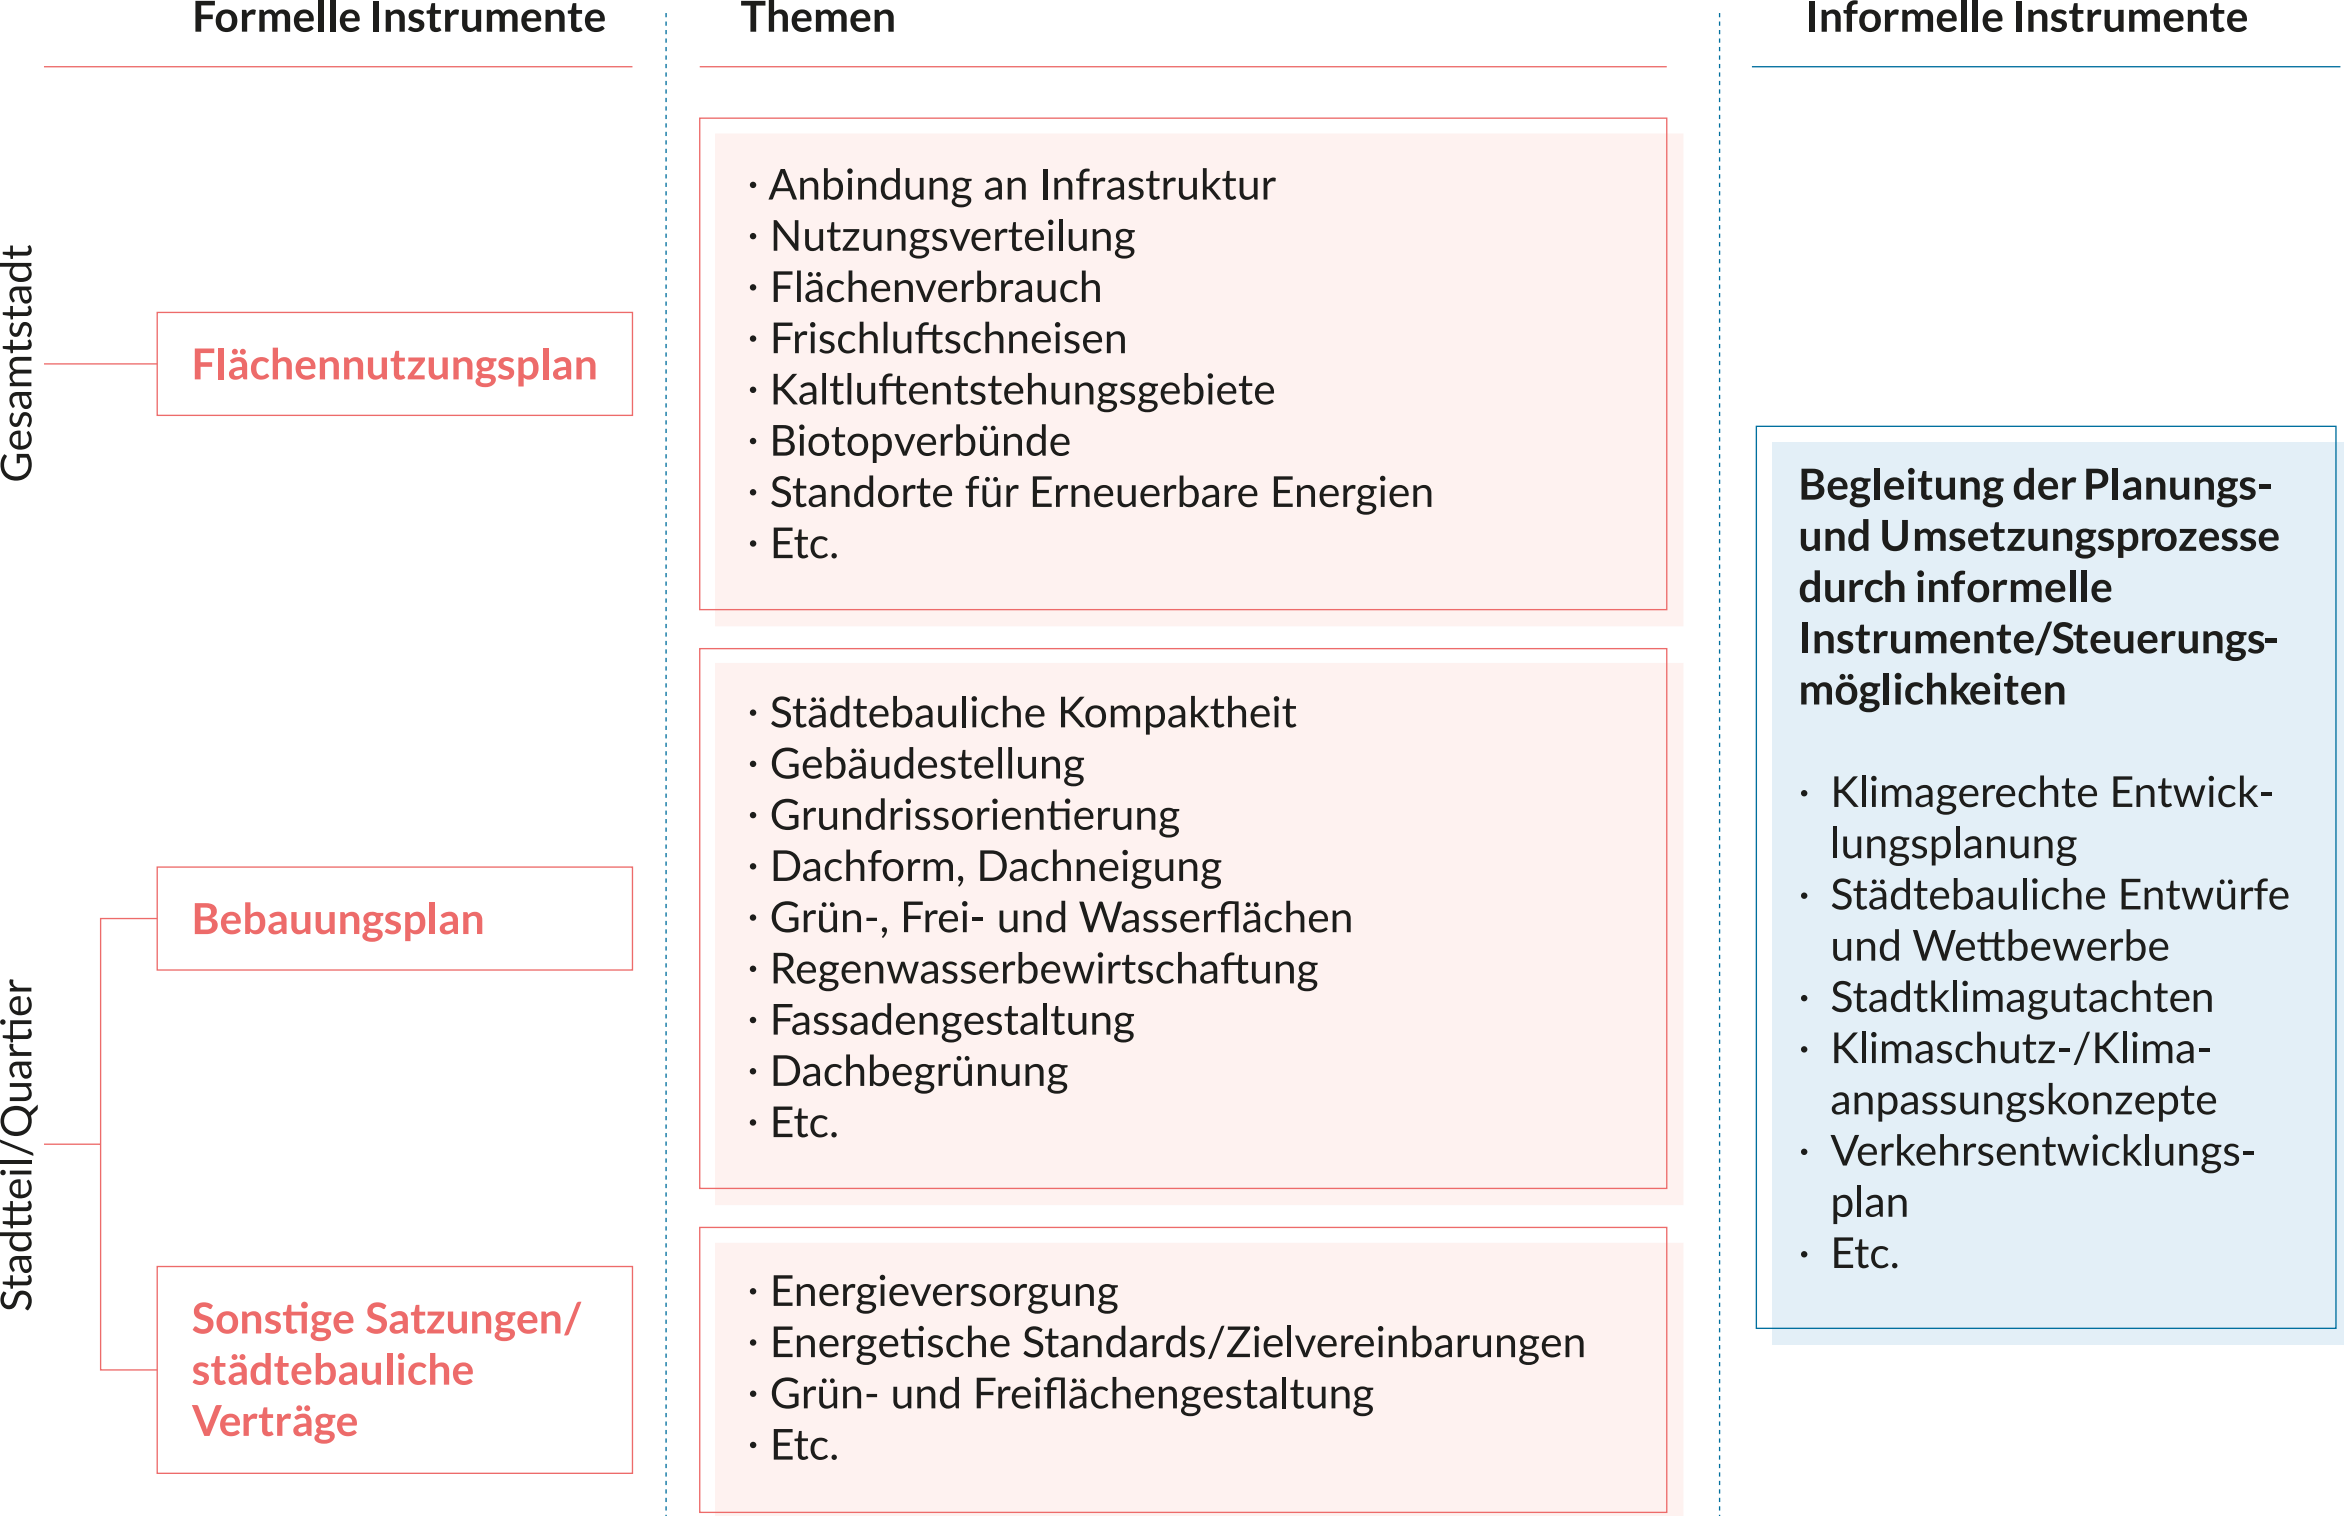 Formelle Instrumente
Themen
Informelle Instrumente
Gesamtstadt
Flächennutzungsplan
· Anbindung an Infrastruktur
· Nutzungsverteilung
· Flächenverbrauch
· Frischluftschneisen
· Kaltluftentstehungsgebiete
· Biotopverbünde
· Standorte für Erneuerbare Energien
· Etc.
Stadtteil/Quartier
Bebauungsplan
· Städtebauliche Kompaktheit
· Gebäudestellung
· Grundrissorientierung
· Dachform, Dachneigung
· Grün-, Frei- und Wasserflächen
· Regenwasserbewirtschaftung
· Fassadengestaltung
· Dachbegrünung
· Etc.
Sonstige Satzungen/
städtebauliche
Verträge
· Energieversorgung
· Energetische Standards/Zielvereinbarungen
· Grün- und Freiflächengestaltung
· Etc.
Begleitung der Planungs-
und Umsetzungsprozesse
durch informelle
Instrumente/Steuerungs-
möglichkeiten
· Klimagerechte Entwick-
lungsplanung
· Städtebauliche Entwürfe
und Wettbewerbe
· Stadtklimagutachten
· Klimaschutz-/Klima-
anpassungskonzepte
· Verkehrsentwicklungs-
plan
· Etc.